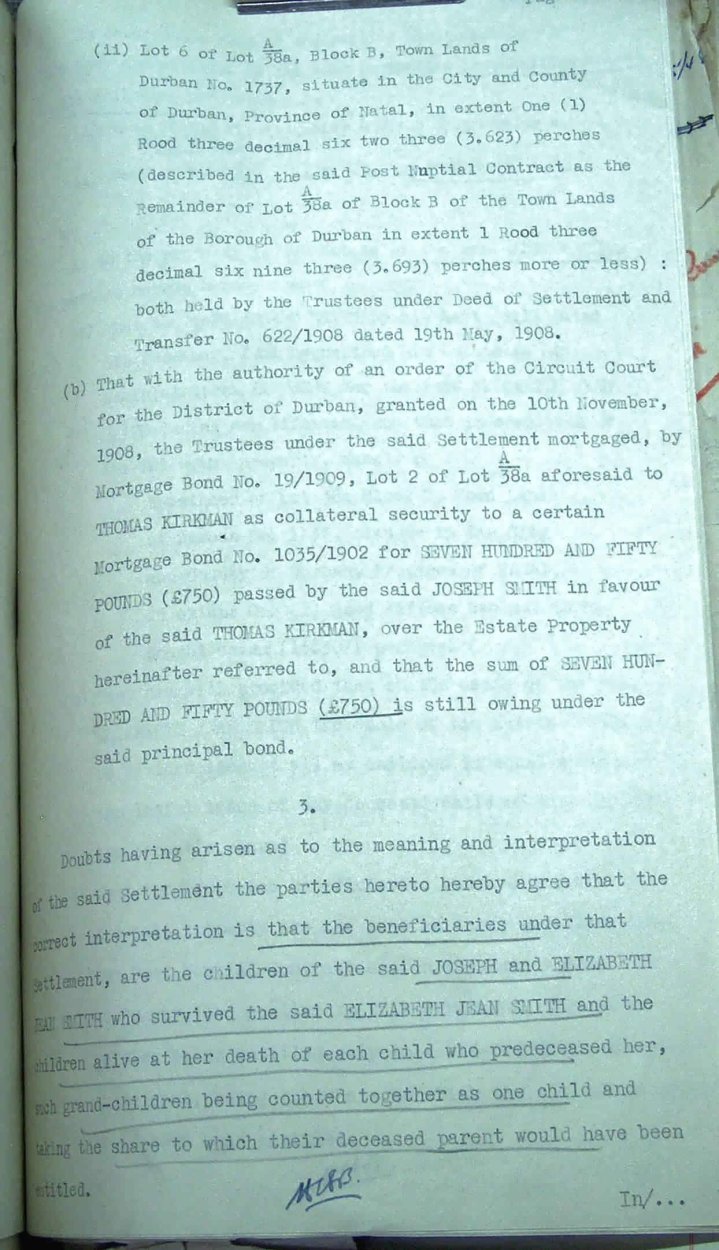 (ii) Lot 6 of Lot A/38a, Block B, Town Lands of
Durban No. 1737, situate in the City and County
of Durban, Province of Natal, in extent One (1)
Rood three decimal six two three (3.623) perches
(described in the said Post Nuptial Contract as the
Remainder of Lot A/38a of Block B of the Town Lands
of the Borough of Durban in extent 1 Rood three
decimal six nine three (3.693) perches more or less) :
both held by the Trustees under Deed of Settlement and
Transfer No. 622/1908 dated 19th May, 1908.
(b) That with the authority of an order of the Circuit Court
for the District of Durban, granted on the 10th November,
1908, the Trustees under the said Settlement mortgaged, by
Mortgage Bond No. 19/1909, Lot 2 of Lot A/38a aforesaid to
THOMAS KIRKMAN as collateral security to a certain
Mortgage Bond No. 1035/1902 for SEVEN HUNDRED AND FIFTY
POUNDS (£750) passed by the said JOSEPH SMITH in favour
of the said THOMAS KIRKMAN, over the Estate Property
hereinafter referred to, and that the sum of SEVEN HUN-
DRED AND FIFTY POUNDS (£750) is still owing under the
said principal bond.
3.
Doubts having arisen as to the meaning and interpretation
of the said Settlement the parties hereto hereby agree that the
correct interpretation is that the beneficiaries under that
Settlement, are the children of the said JOSEPH and ELIZABETH
JEAN SMITH who survived the said ELIZABETH JEAN SMITH and the
children alive at her death of each child who predeceased her,
such grand-children being counted together as one child and
taking the share to which their deceased parent would have been
entitled.
In/...